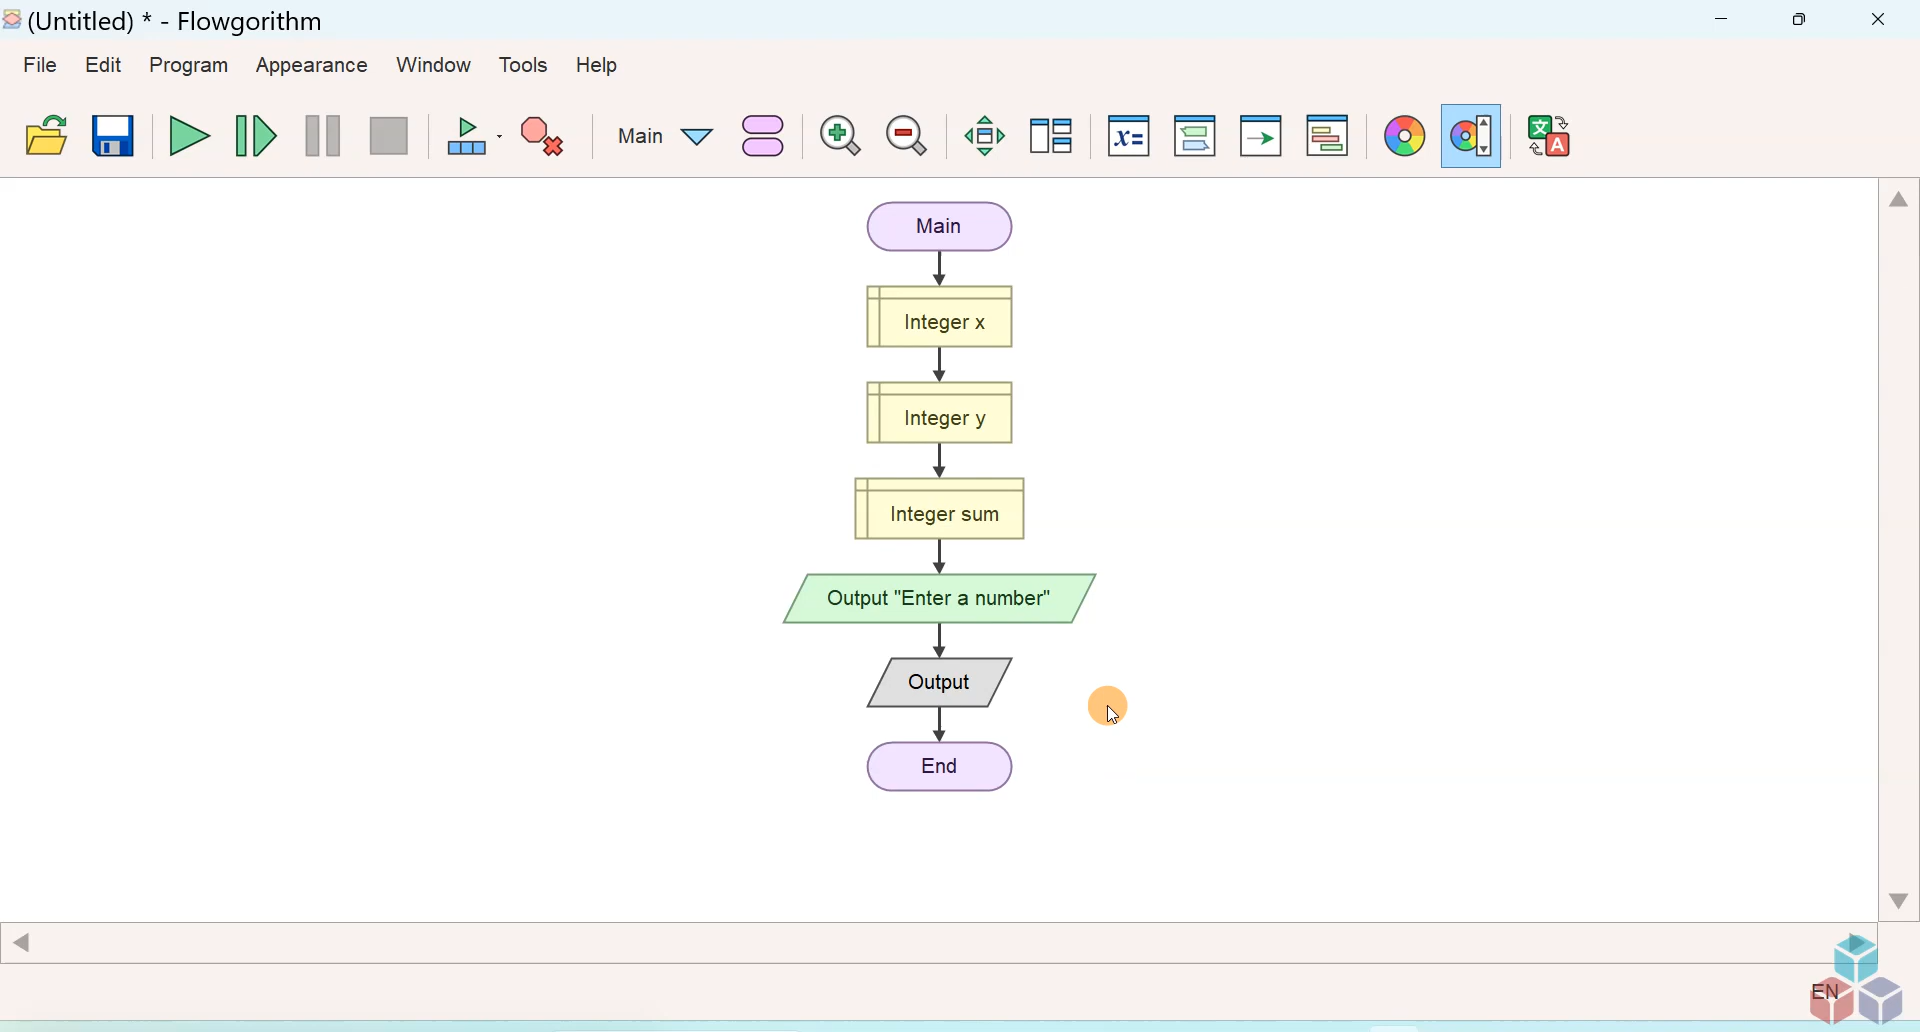 (Untitled) * - Flowgorithm
File Edit Program Appearance Window Tools Help
Main
Main
Integer x
Integer y
Integer sum
Output "Enter a number"
Output
End
EN